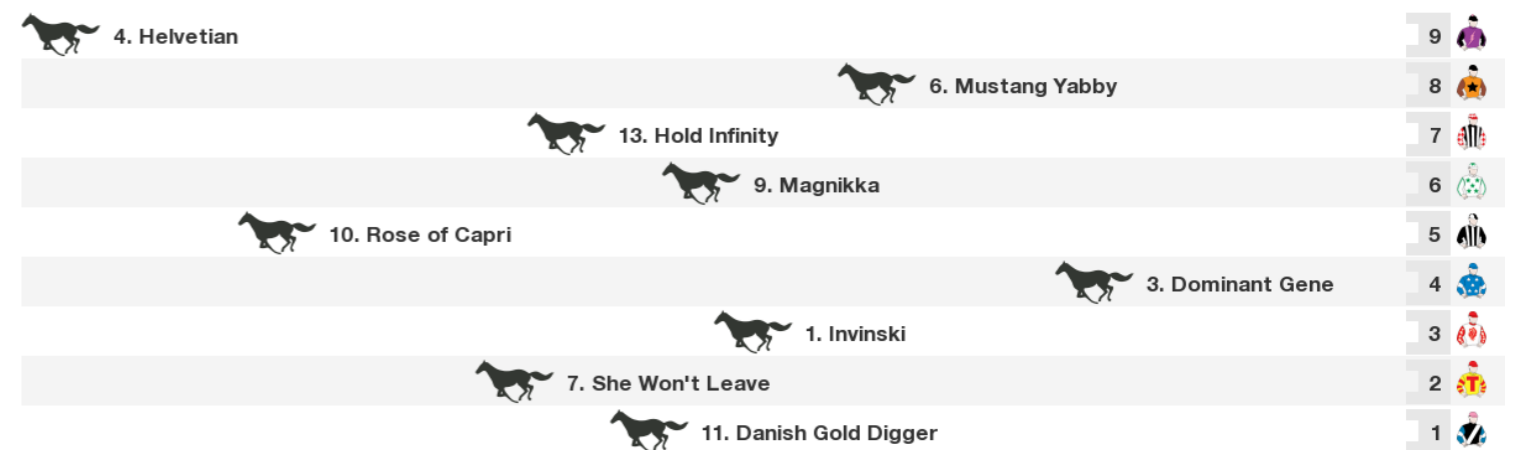 4. Helvetian 9
6. Mustang Yabby 8
13. Hold Infinity 7
9. Magnikka 6
10. Rose of Capri 5
3. Dominant Gene 4
1. Invinski 3
7. She Won't Leave 2
T
11. Danish Gold Digger 1